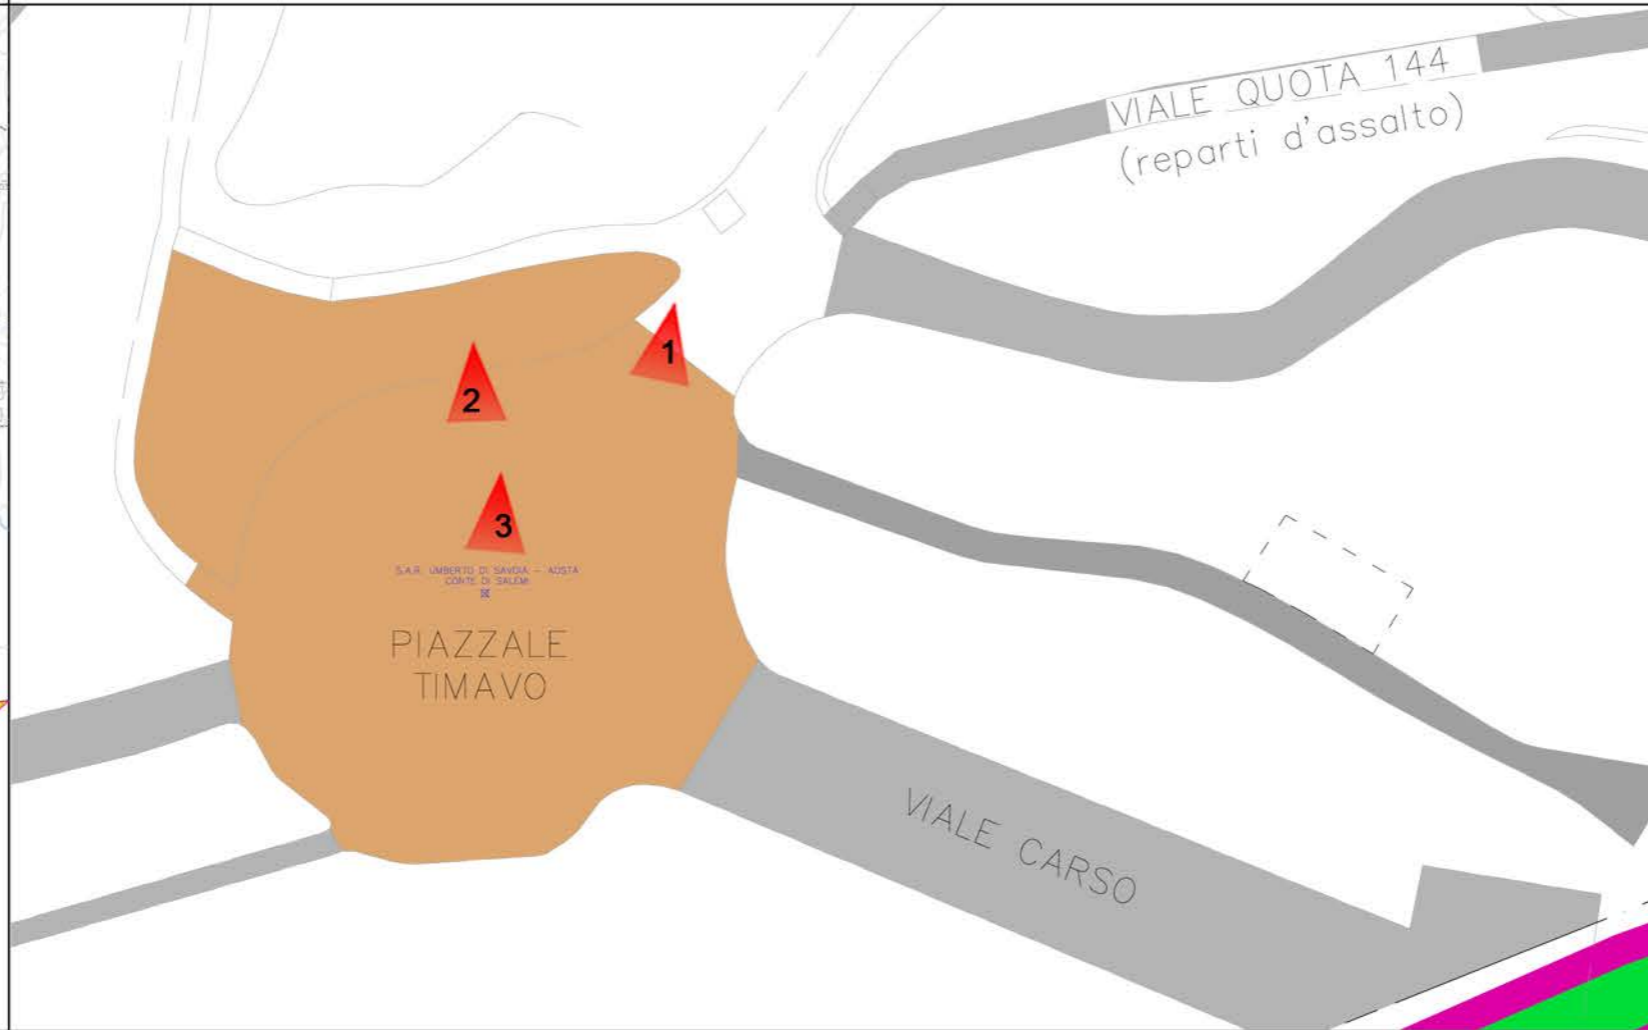 VIALE QUOTA 144
(reparti d'assalto)
1
2
3
S.A.R. UMBERTO DI SAVOIA - AOSTA
CONTE DI SALEMI
PIAZZALE
TIMAVO
VIALE CARSO